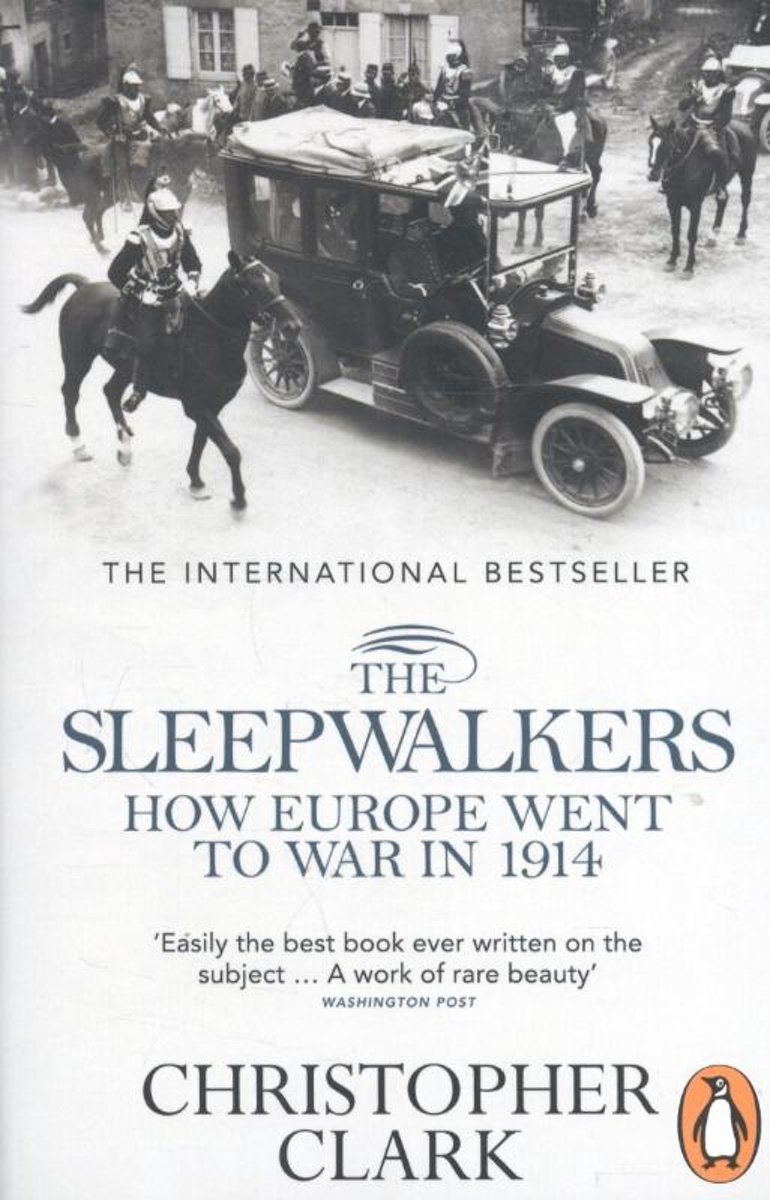 THE INTERNATIONAL BESTSELLER
THE
SLEEPWALKERS
HOW EUROPE WENT
TO WAR IN 1914
'Easily the best book ever written on the
subject ... A work of rare beauty'
WASHINGTON POST
CHRISTOPHER
CLARK